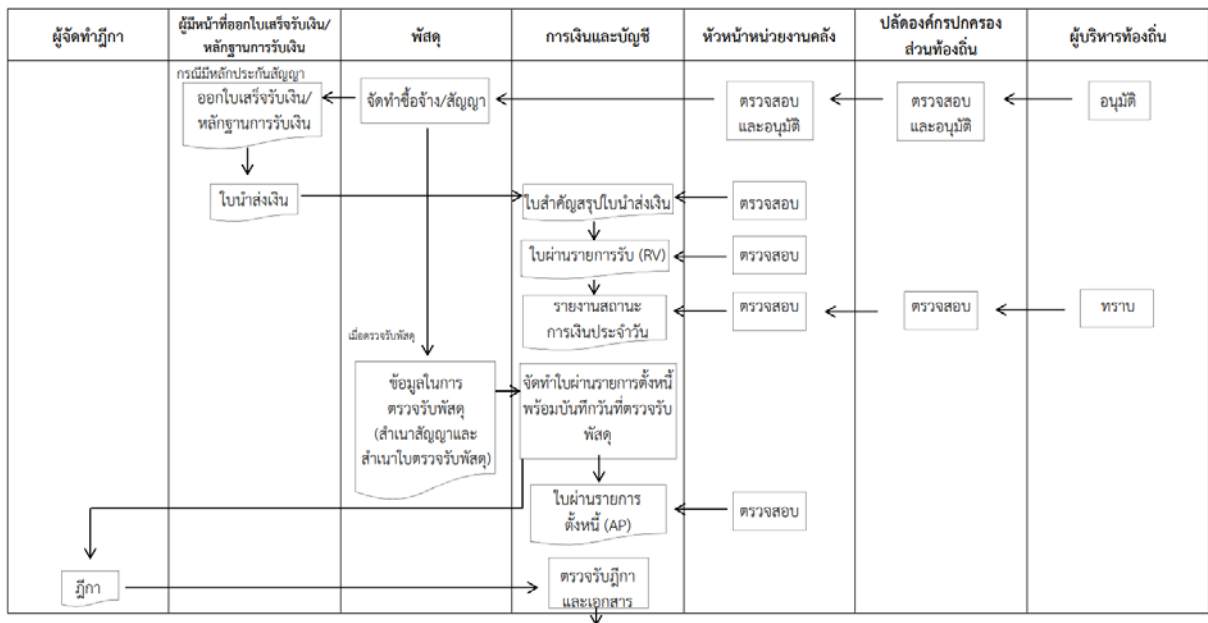 ผู้จัดทำฎีกา
ผู้มีหน้าที่ออกใบเสร็จรับเงิน/
หลักฐานการรับเงิน
พัสดุ
การเงินและบัญชี
หัวหน้าหน่วยงานคลัง
ปลัดองค์กรปกครอง
ส่วนท้องถิ่น
ผู้บริหารท้องถิ่น
กรณีมีหลักประกันสัญญา
ออกใบเสร็จรับเงิน/
หลักฐานการรับเงิน
จัดทำซื้อจ้าง/สัญญา
ตรวจสอบ
และอนุมัติ
ตรวจสอบ
และอนุมัติ
อนุมัติ
ใบนำส่งเงิน
ใบสำคัญสรุปใบนำส่งเงิน
ตรวจสอบ
ใบผ่านรายการรับ (RV)
ตรวจสอบ
รายงานสถานะ
การเงินประจำวัน
ตรวจสอบ
ตรวจสอบ
ทราบ
เมื่อตรวจรับพัสดุ
ข้อมูลในการ
ตรวจรับพัสดุ
(สำเนาสัญญาและ
สำเนาใบตรวจรับพัสดุ)
จัดทำใบผ่านรายการตั้งหนี้
พร้อมบันทึกวันที่ตรวจรับ
พัสดุ
ใบผ่านรายการ
ตั้งหนี้ (AP)
ตรวจสอบ
ฎีกา
ตรวจรับฎีกา
และเอกสาร